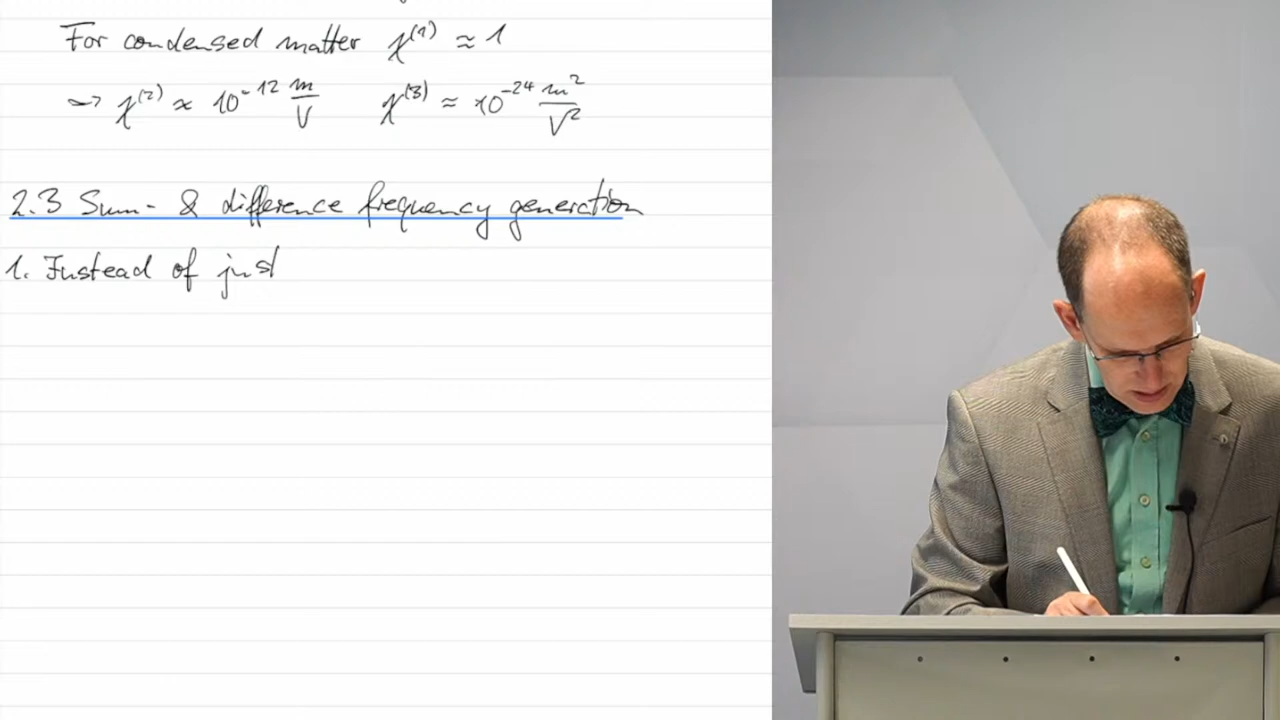 For condensed matter χ⁽¹⁾ ≈ 1
⇝ χ⁽²⁾ ≈ 10⁻¹² m/V χ⁽³⁾ ≈ 10⁻²⁴ m²/V²
2.3 Sum- & difference frequency generation
1. Instead of just